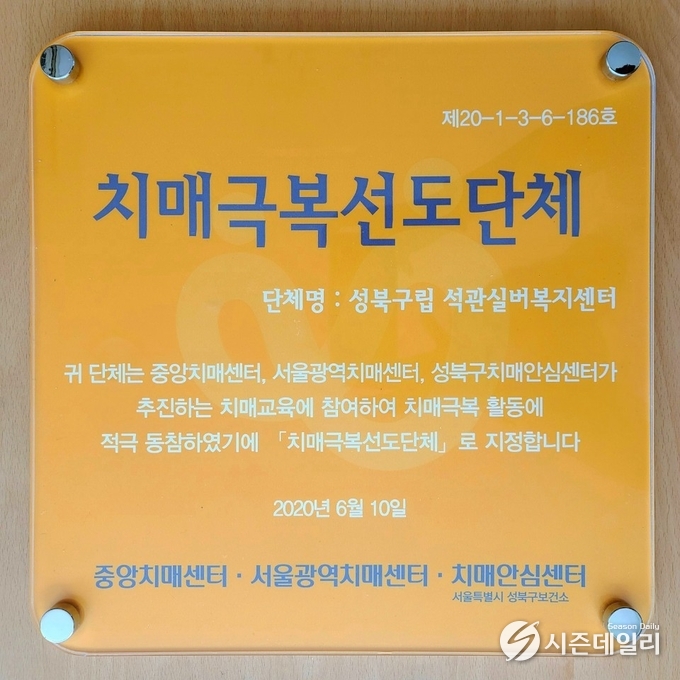 제20-1-3-6-186호
치매극복선도단체
단체명 : 성북구립 석관실버복지센터
귀 단체는 중앙치매센터, 서울광역치매센터, 성북구치매안심센터가
추진하는 치매교육에 참여하여 치매극복 활동에
적극 동참하였기에 「치매극복선도단체」로 지정합니다
2020년 6월 10일
중앙치매센터 · 서울광역치매센터 · 치매안심센터
서울특별시 성북구보건소
Season Daily
시즌데일리